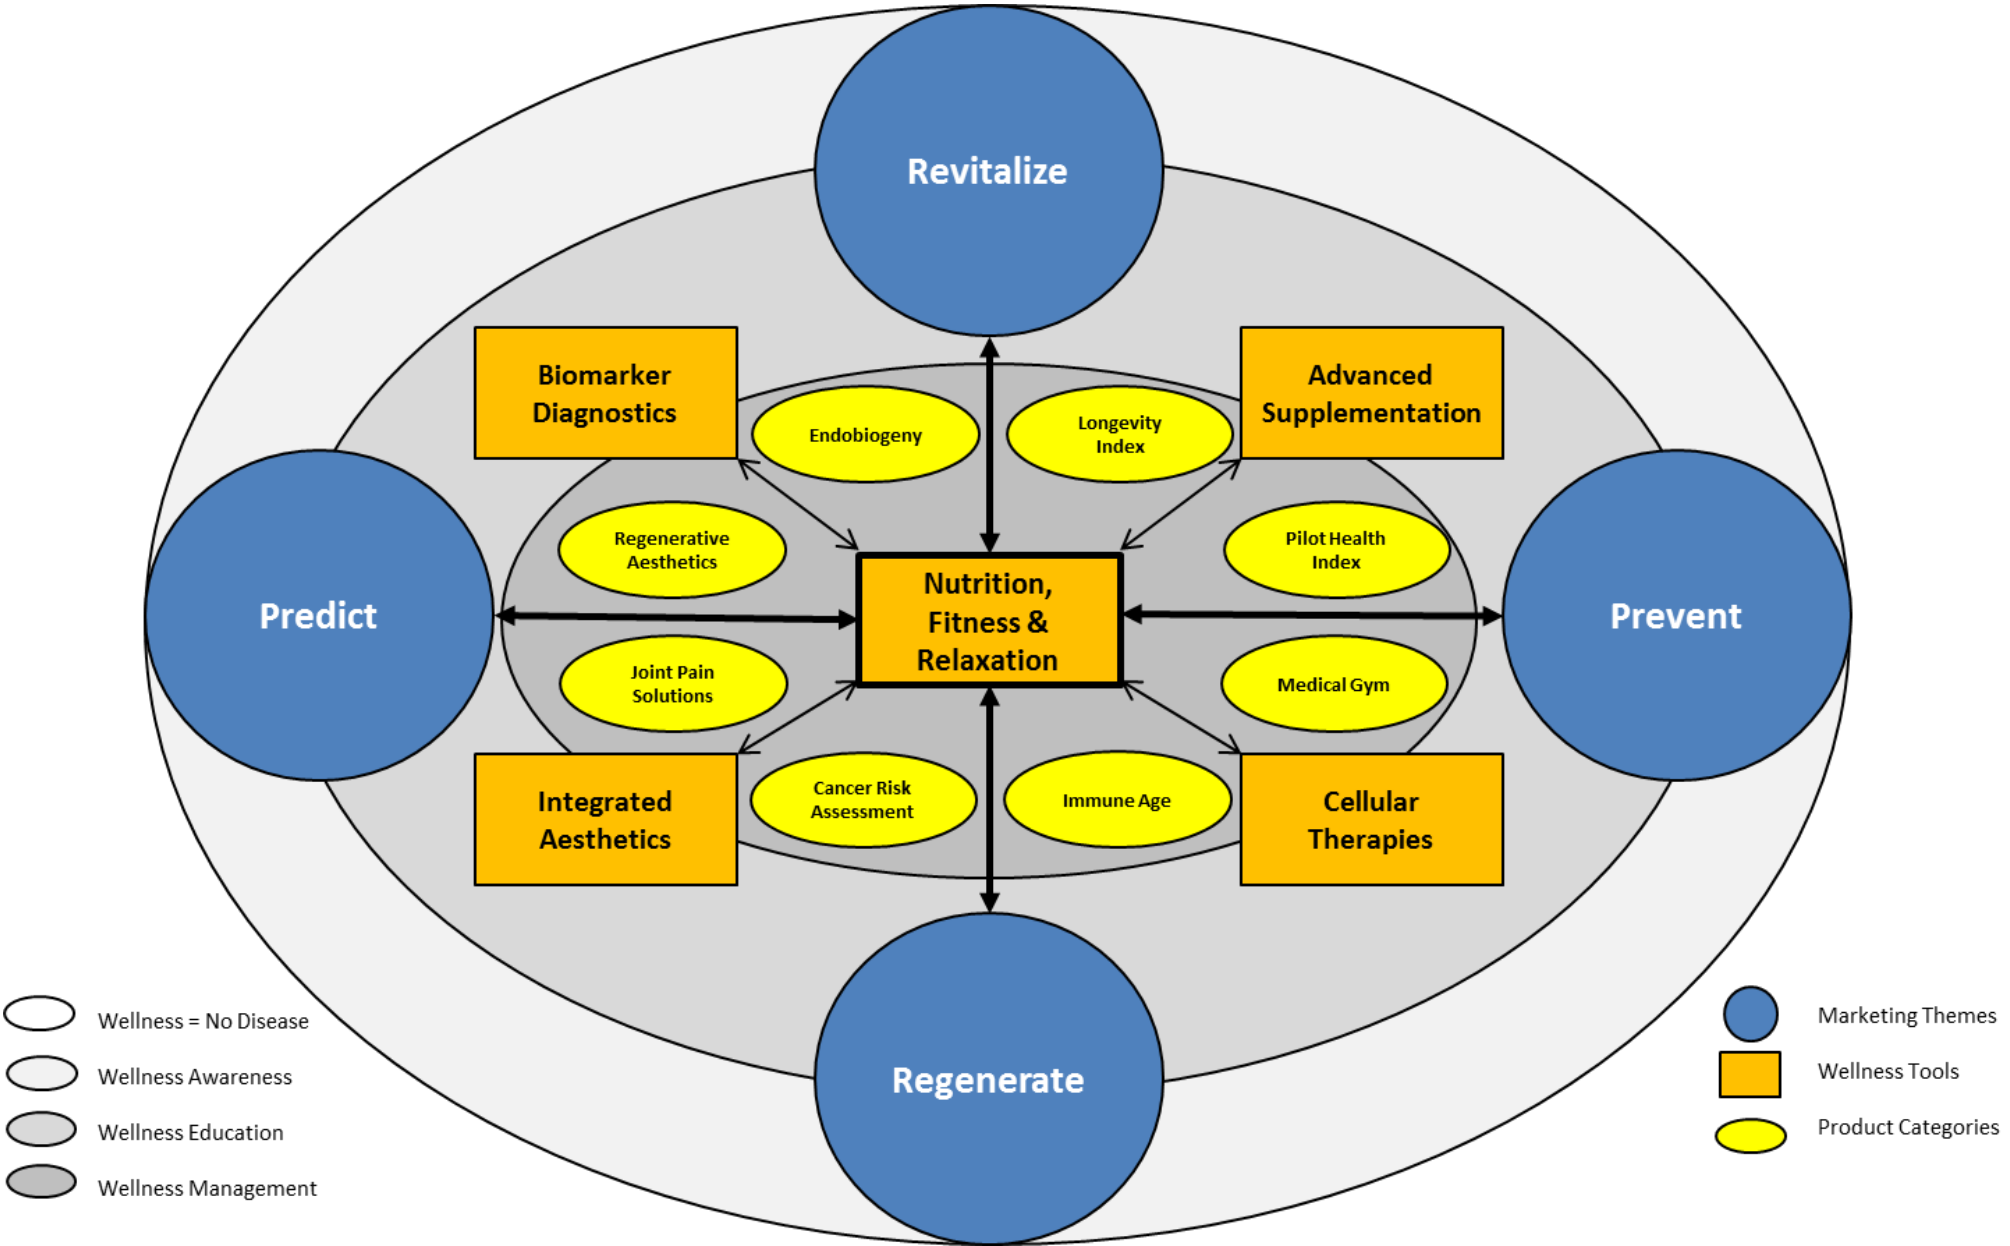 Revitalize
Biomarker
Diagnostics
Advanced
Supplementation
Endobiogeny
Longevity
Index
Regenerative
Aesthetics
Pilot Health
Index
Predict
Nutrition,
Fitness &
Relaxation
Prevent
Joint Pain
Solutions
Medical Gym
Integrated
Aesthetics
Cancer Risk
Assessment
Immune Age
Cellular
Therapies
Regenerate
Wellness = No Disease
Wellness Awareness
Wellness Education
Wellness Management
Marketing Themes
Wellness Tools
Product Categories